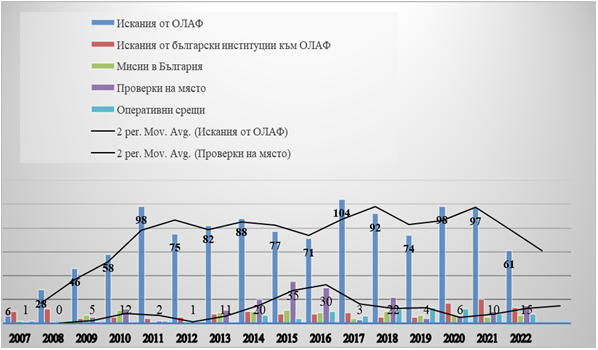 Искания от ОЛАФ
Искания от български институции към ОЛАФ
Мисии в България
Проверки на място
Оперативни срещи
2 per. Mov. Avg. (Искания от ОЛАФ)
2 per. Mov. Avg. (Проверки на място)
6 28 46 58 98 75 82 88 77 71 104 92 74 98 97 61
1 0 5 12 2 1 11 20 35 30 3 22 4 6 10 15
2007 2008 2009 2010 2011 2012 2013 2014 2015 2016 2017 2018 2019 2020 2021 2022